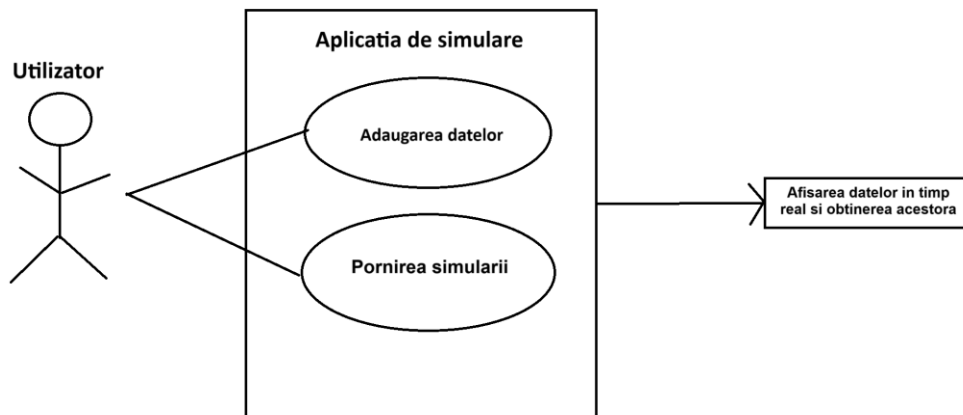 Aplicatia de simulare
Utilizator
Adaugarea datelor
Pornirea simularii
Afisarea datelor in timp
real si obtinerea acestora